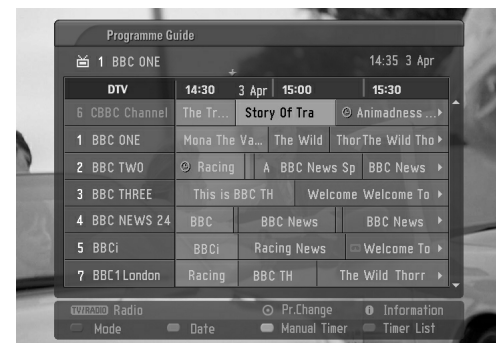 Programme Guide
1 BBC ONE 14:35 3 Apr
DTV 14:30 3 Apr 15:00 15:30
6 CBBC Channel The Tr... Story Of Tra Animadness ...
1 BBC ONE Mona The Va... The Wild ThorThe Wild Tho
2 BBC TWO Racing A BBC News Sp BBC News
3 BBC THREE This is BBC TH Welcome Welcome To
4 BBC NEWS 24 BBC BBC News BBC News
5 BBCi BBCi Racing News Welcome To
7 BBC1 London Racing BBC TH The Wild Thorr
TV/RADIO Radio Pr.Change Information
Mode Date Manual Timer Timer List